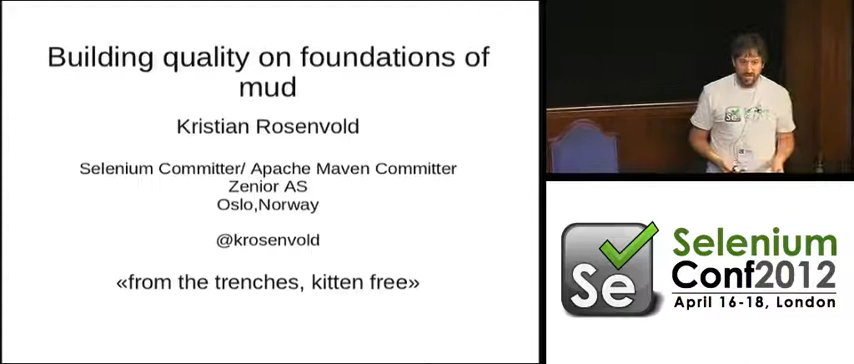 Building quality on foundations of
mud
Kristian Rosenvold
Selenium Committer/ Apache Maven Committer
Zenior AS
Oslo,Norway
@krosenvold
«from the trenches, kitten free»
Se
Selenium
Conf2012
April 16-18, London